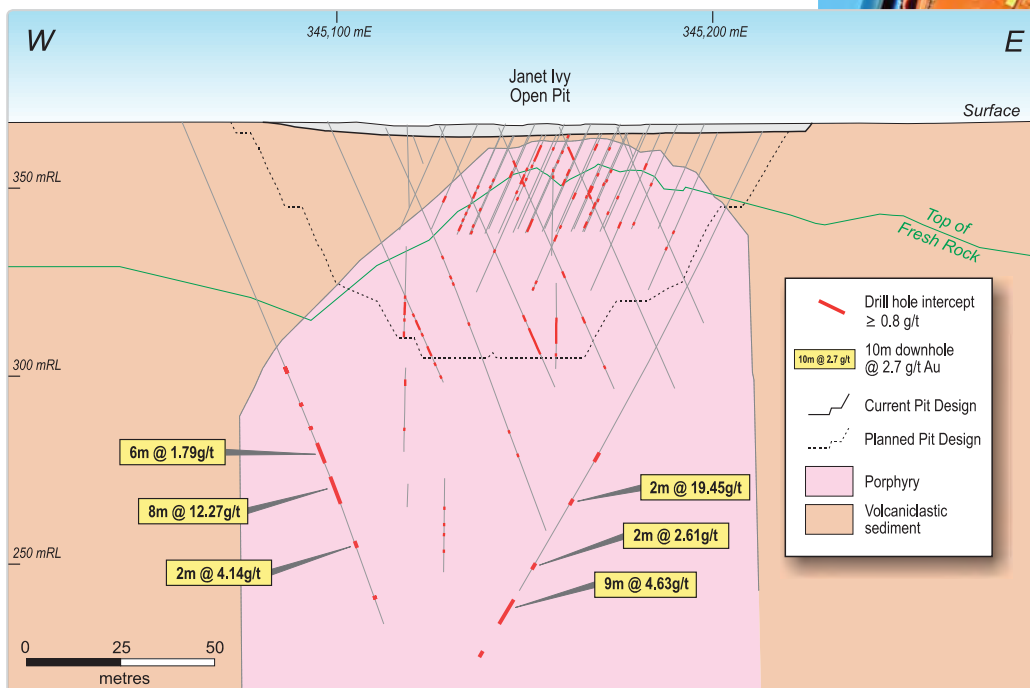 W
345,100 mE
345,200 mE
E
Janet Ivy
Open Pit
Surface
350 mRL
Top of
Fresh Rock
300 mRL
250 mRL
6m @ 1.79g/t
8m @ 12.27g/t
2m @ 4.14g/t
2m @ 19.45g/t
2m @ 2.61g/t
9m @ 4.63g/t
Drill hole intercept
≥ 0.8 g/t
10m @ 2.7 g/t
10m downhole
@ 2.7 g/t Au
Current Pit Design
Planned Pit Design
Porphyry
Volcaniclastic
sediment
0 25 50
metres